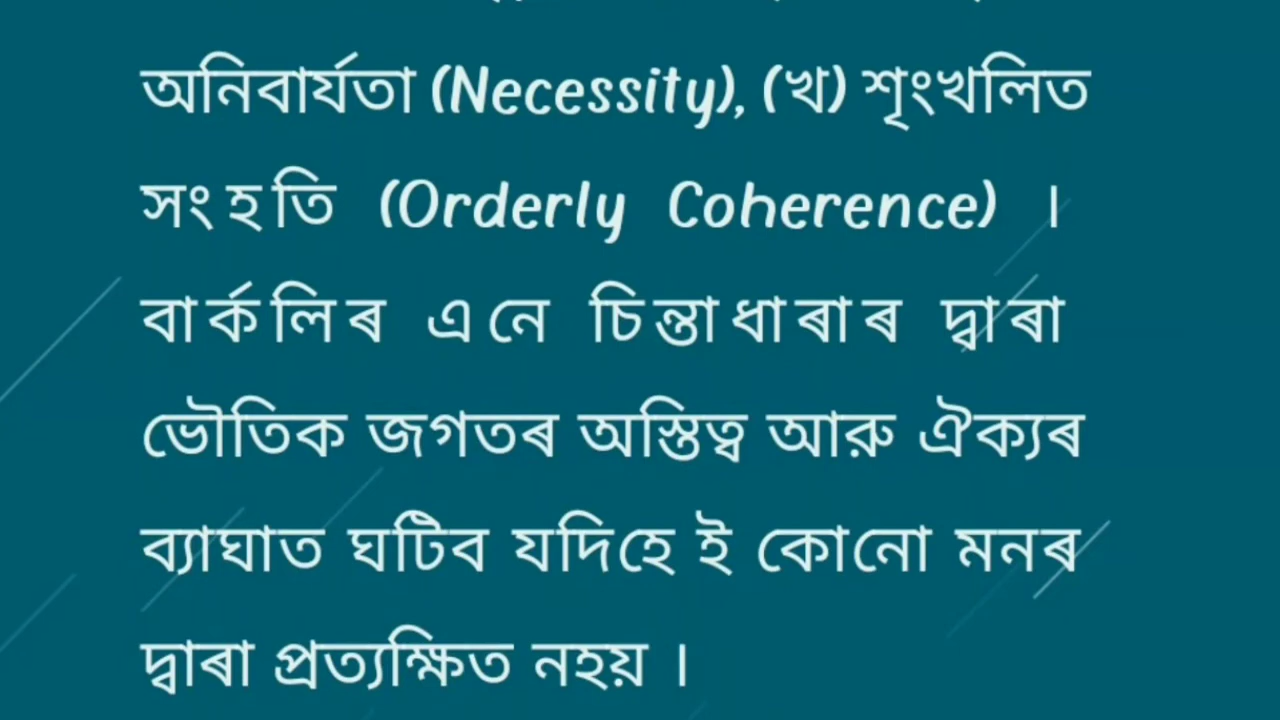 অনিবাৰ্যতা (Necessity), (খ) শৃংখলিত
সংহতি (Orderly Coherence) ।
বাৰ্কলিৰ এনে চিন্তাধাৰাৰ দ্বাৰা
ভৌতিক জগতৰ অস্তিত্ব আৰু ঐক্যৰ
ব্যাঘাত ঘটিব যদিহে ই কোনো মনৰ
দ্বাৰা প্ৰত্যক্ষিত নহয় ।